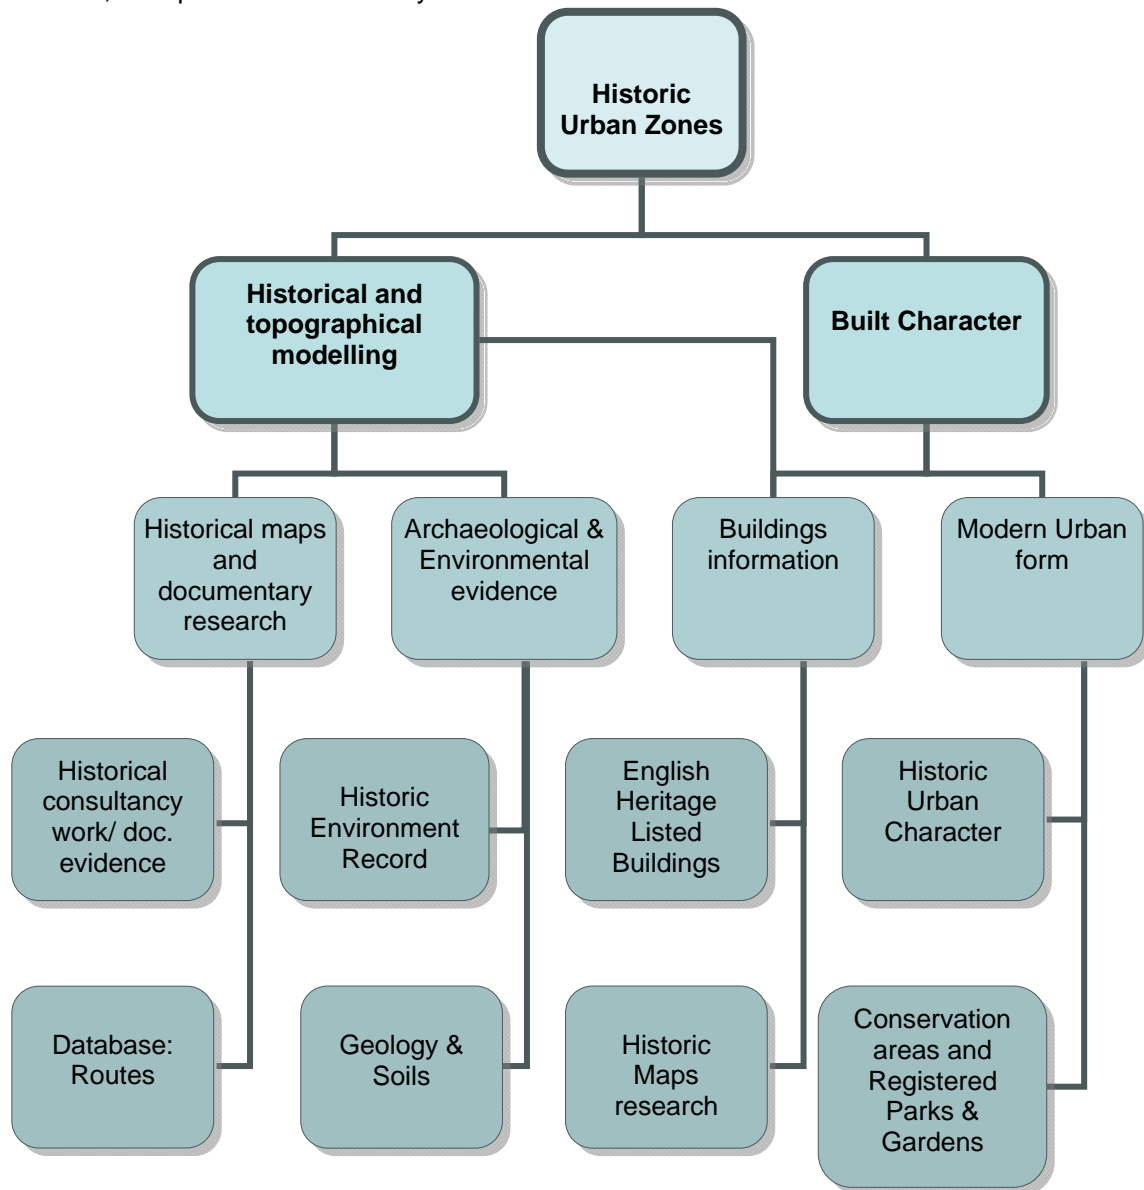 Historic
Urban Zones
Historical and
topographical
modelling
Built Character
Historical maps
and
documentary
research
Archaeological &
Environmental
evidence
Buildings
information
Modern Urban
form
Historical
consultancy
work/ doc.
evidence
Historic
Environment
Record
English
Heritage
Listed
Buildings
Historic
Urban
Character
Database:
Routes
Geology &
Soils
Historic
Maps
research
Conservation
areas and
Registered
Parks &
Gardens